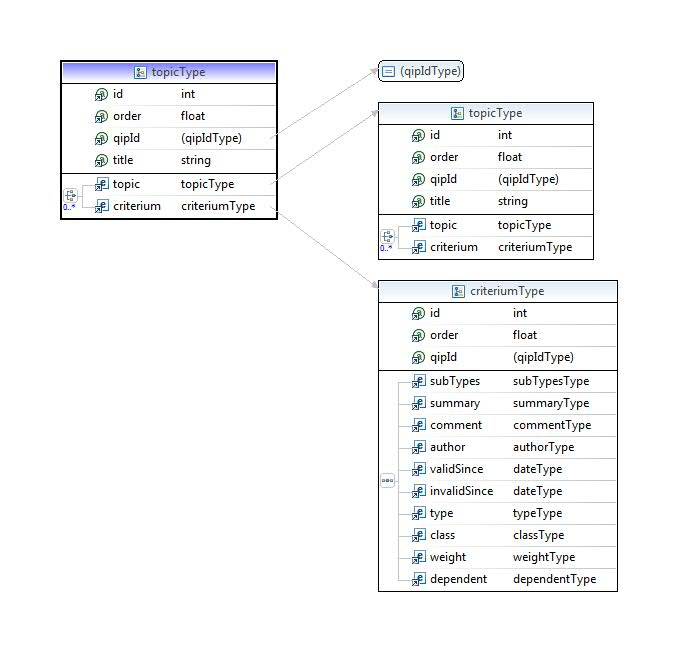 topicType
id int
order float
qipId (qipIdType)
title string
topic topicType
0..* criterium criteriumType
(qipIdType)
topicType
id int
order float
qipId (qipIdType)
title string
topic topicType
0..* criterium criteriumType
criteriumType
id int
order float
qipId (qipIdType)
subTypes subTypesType
summary summaryType
comment commentType
author authorType
validSince dateType
invalidSince dateType
type typeType
class classType
weight weightType
dependent dependentType